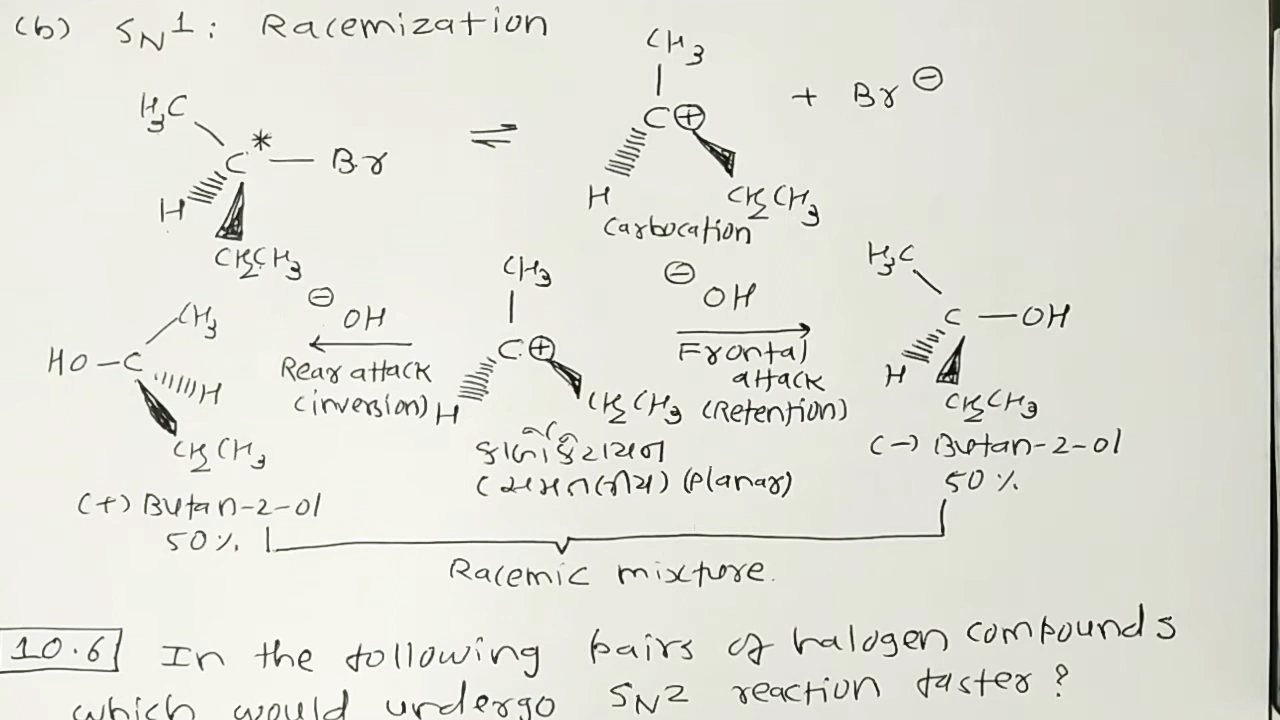 (b) SN1: Racemization
H3C
C* — Br
H
CH2CH3
⇌
CH3
C⊕
H
CH2CH3
Carbocation
+ Br⊖
CH3
HO – C
H
CH2CH3
(+) Butan-2-ol
50%
⊖OH
Rear attack
(inversion)
CH3
C⊕
H
CH2CH3
(Planar)
⊖OH
Frontal
attack
(Retention)
H3C
C — OH
H
CH2CH3
(-) Butan-2-ol
50%
Racemic mixture.
10.6 In the following pairs of halogen compounds
which would undergo SN2 reaction faster?